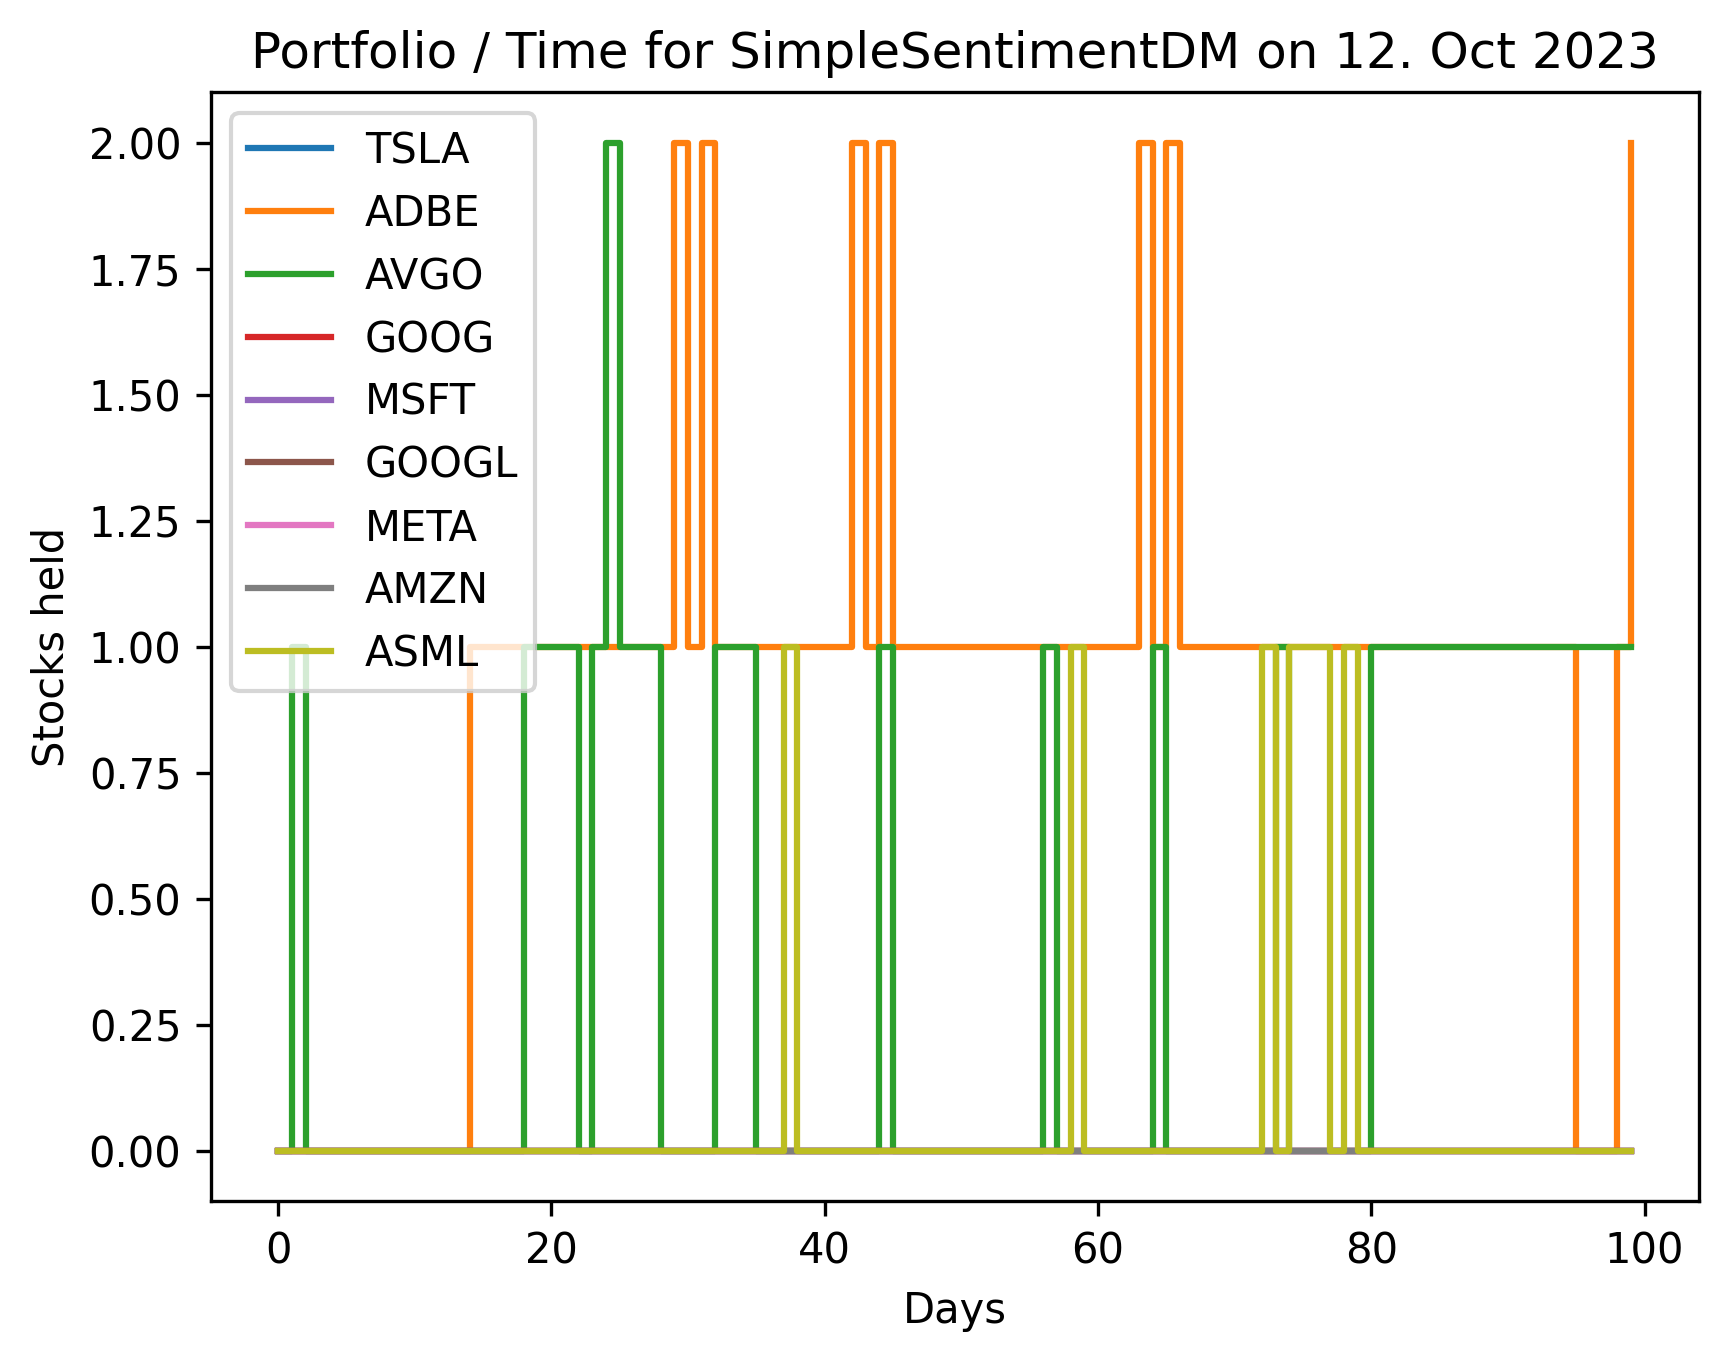 Portfolio / Time for SimpleSentimentDM on 12. Oct 2023
TSLA
ADBE
AVGO
GOOG
MSFT
GOOGL
META
AMZN
ASML
2.00
1.75
1.50
1.25
1.00
0.75
0.50
0.25
0.00
Stocks held
0 20 40 60 80 100
Days